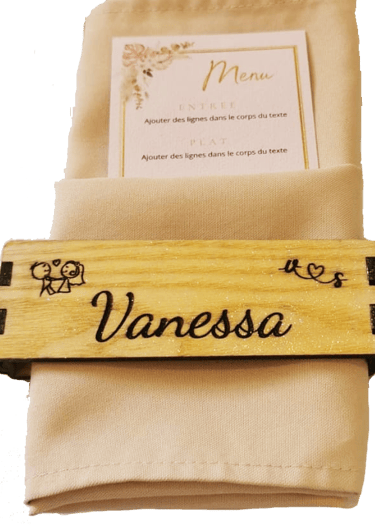 Menu
ENTREE
Ajouter des lignes dans le corps du texte
PLAT
Ajouter des lignes dans le corps du texte
v s
Vanessa